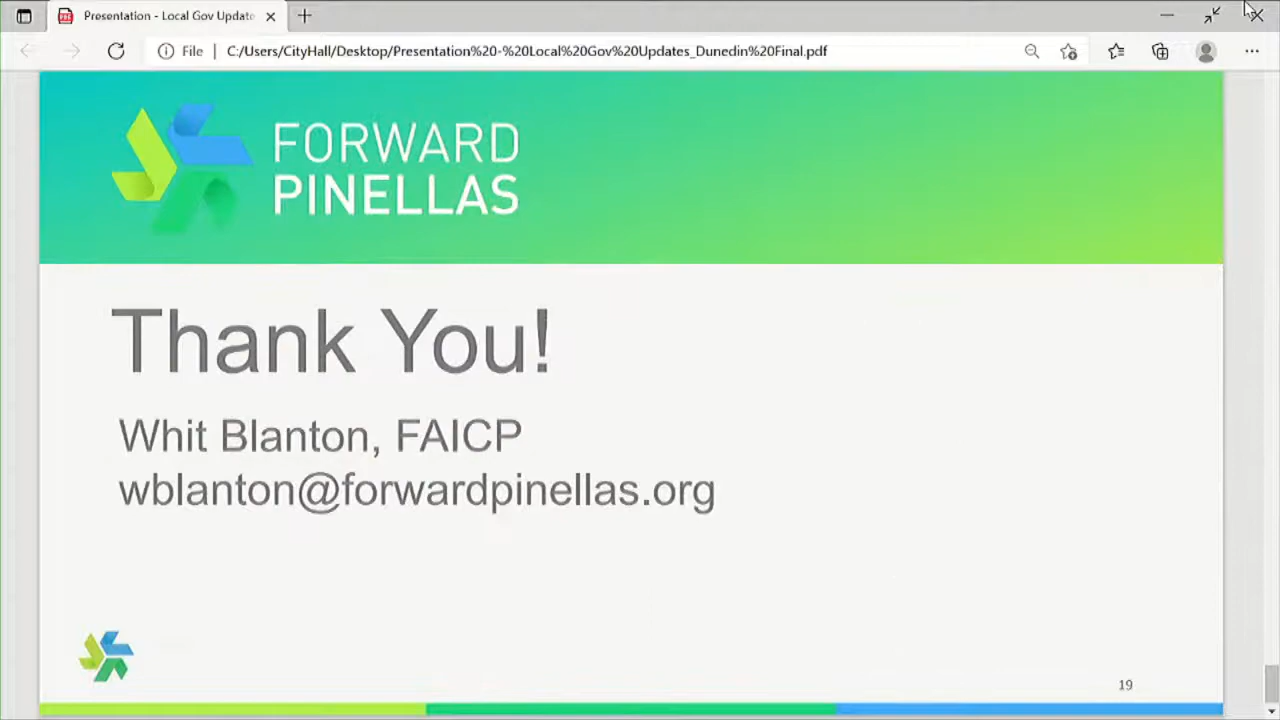 Presentation - Local Gov Update
File
C:/Users/CityHall/Desktop/Presentation%20-%20Local%20Gov%20Updates_Dunedin%20Final.pdf
FORWARD
PINELLAS
Thank You!
Whit Blanton, FAICP
wblanton@forwardpinellas.org
19